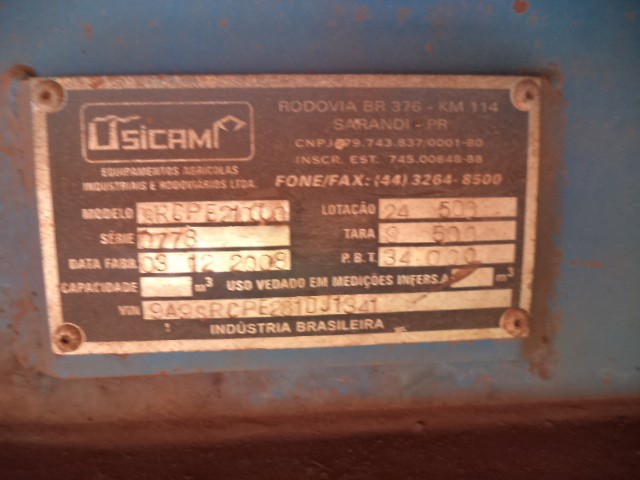 USICAMP
EQUIPAMENTOS AGRÍCOLAS
INDUSTRIAIS E RODOVIÁRIOS LTDA.
RODOVIA BR 376 - KM 114
SARANDI - PR
CNPJ 79.743.837/0001-80
INSCR. EST. 745.00848-88
FONE/FAX: (44) 3264-8500
MODELO
LOTAÇÃO 24 500
SÉRIE 0778 TARA 9 500
DATA FABR. 03 12 2008 P.B.T. 34 000
CAPACIDADE m³ USO VEDADO EM MEDIÇÕES INFERS. A m³
VIN
INDÚSTRIA BRASILEIRA